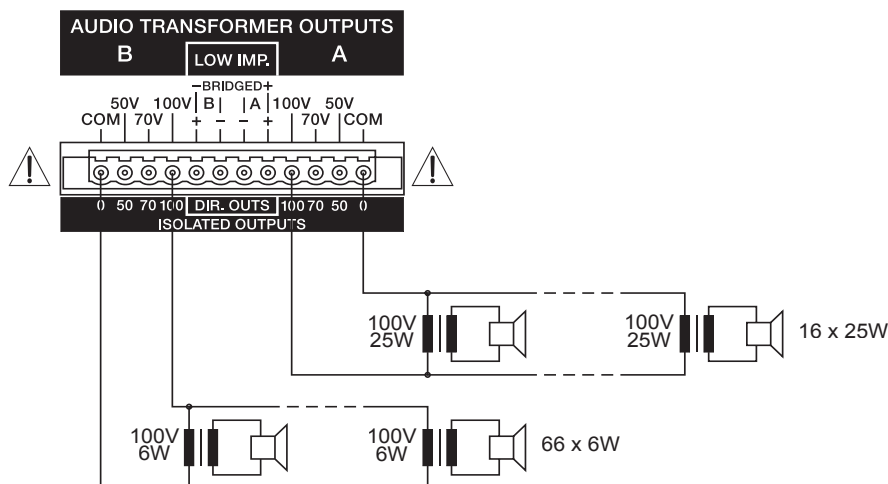 AUDIO TRANSFORMER OUTPUTS
B LOW IMP. A
–BRIDGED+
50V 100V B A 100V 50V
COM 70V + – – + 70V COM
0 50 70 100 DIR. OUTS 100 70 50 0
ISOLATED OUTPUTS
100V
25W
100V
25W
16 x 25W
100V
6W
100V
6W
66 x 6W